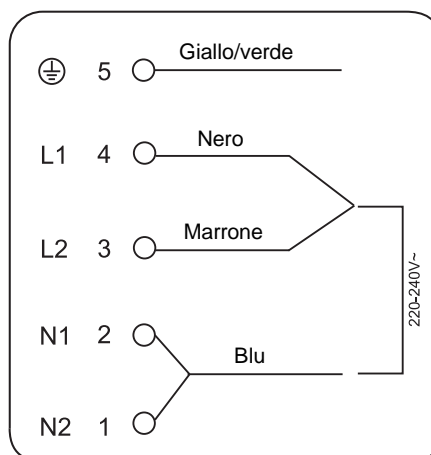 Giallo/verde
5
L1 4 Nero
L2 3 Marrone
220-240V~
N1 2
Blu
N2 1